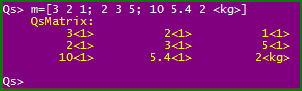 Qs> m=[3 2 1; 2 3 5; 10 5.4 2 <kg>]
QsMatrix:
3<1> 2<1> 1<1>
2<1> 3<1> 5<1>
10<1> 5.4<1> 2<kg>
Qs>